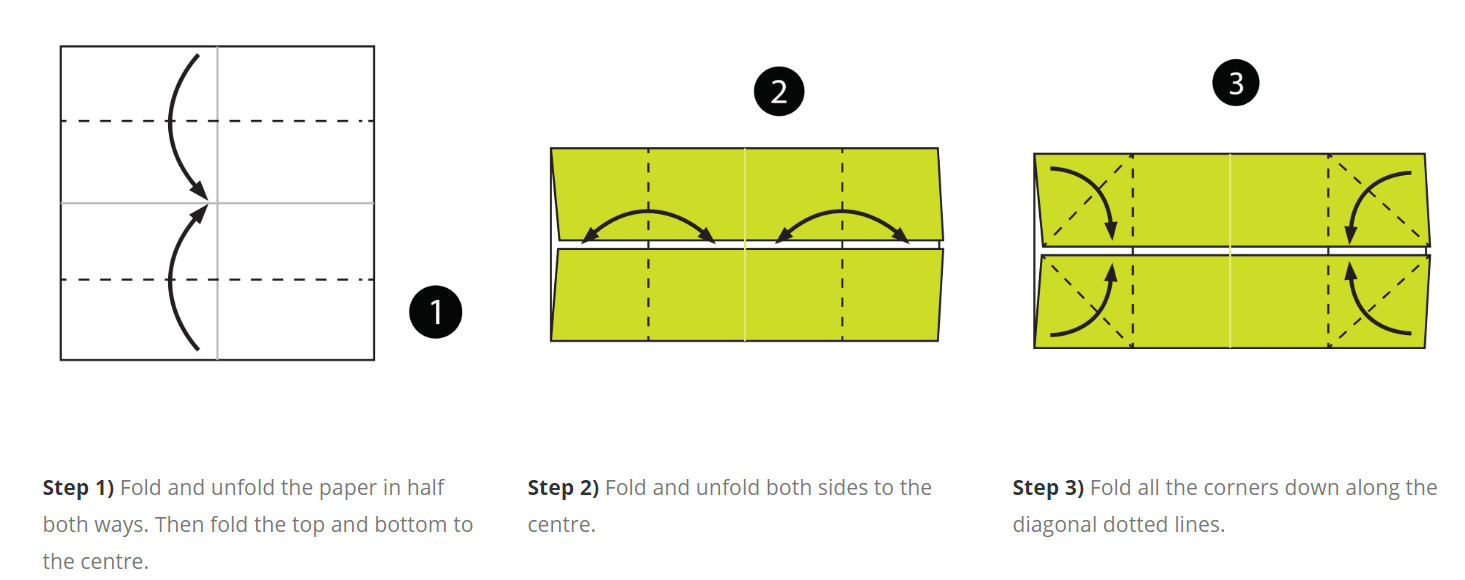 1
2
3
Step 1) Fold and unfold the paper in half
both ways. Then fold the top and bottom to
the centre.
Step 2) Fold and unfold both sides to the
centre.
Step 3) Fold all the corners down along the
diagonal dotted lines.